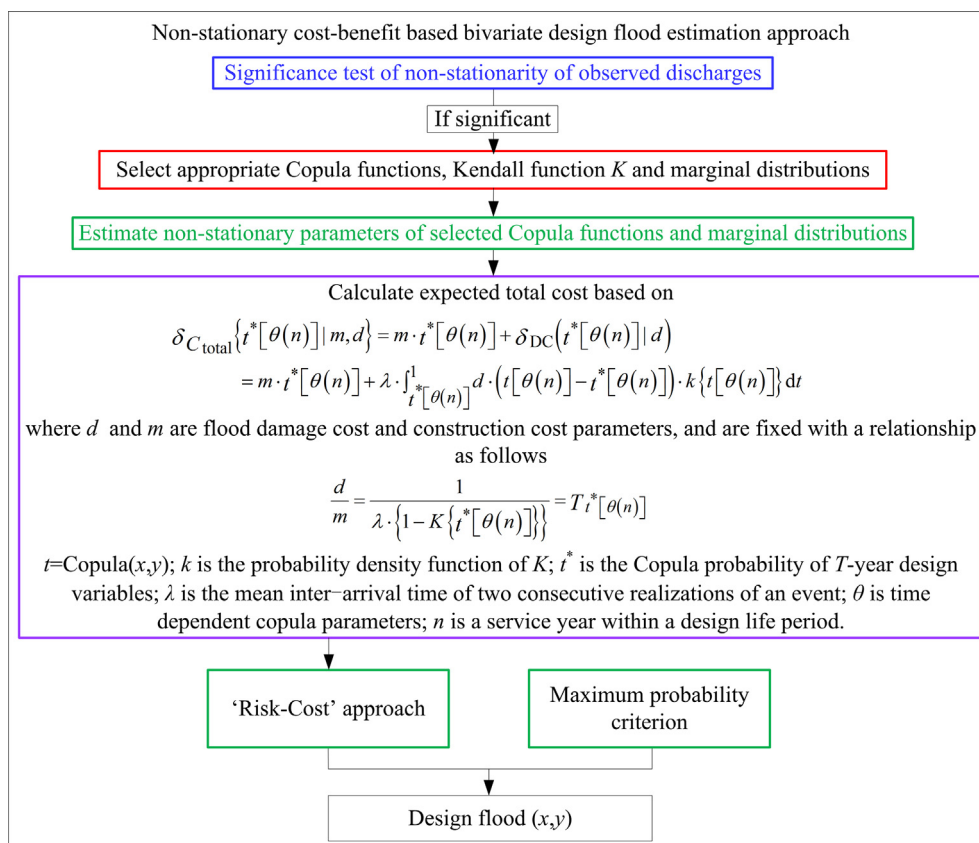 Non-stationary cost-benefit based bivariate design flood estimation approach
Significance test of non-stationarity of observed discharges
If significant
Select appropriate Copula functions, Kendall function K and marginal distributions
Estimate non-stationary parameters of selected Copula functions and marginal distributions
Calculate expected total cost based on
δ_{C_total}{t*[θ(n)] | m,d} = m·t*[θ(n)] + δ_DC(t*[θ(n)] | d)
= m·t*[θ(n)] + λ·∫_{t*[θ(n)]}^{1} d·(t[θ(n)] − t*[θ(n)])·k{t[θ(n)]} dt
where d and m are flood damage cost and construction cost parameters, and are fixed with a relationship
as follows
d/m = 1/(λ·{1−K{t*[θ(n)]}}) = T_{t*[θ(n)]}
t=Copula(x,y); k is the probability density function of K; t* is the Copula probability of T-year design
variables; λ is the mean inter−arrival time of two consecutive realizations of an event; θ is time
dependent copula parameters; n is a service year within a design life period.
‘Risk-Cost’ approach
Maximum probability
criterion
Design flood (x,y)